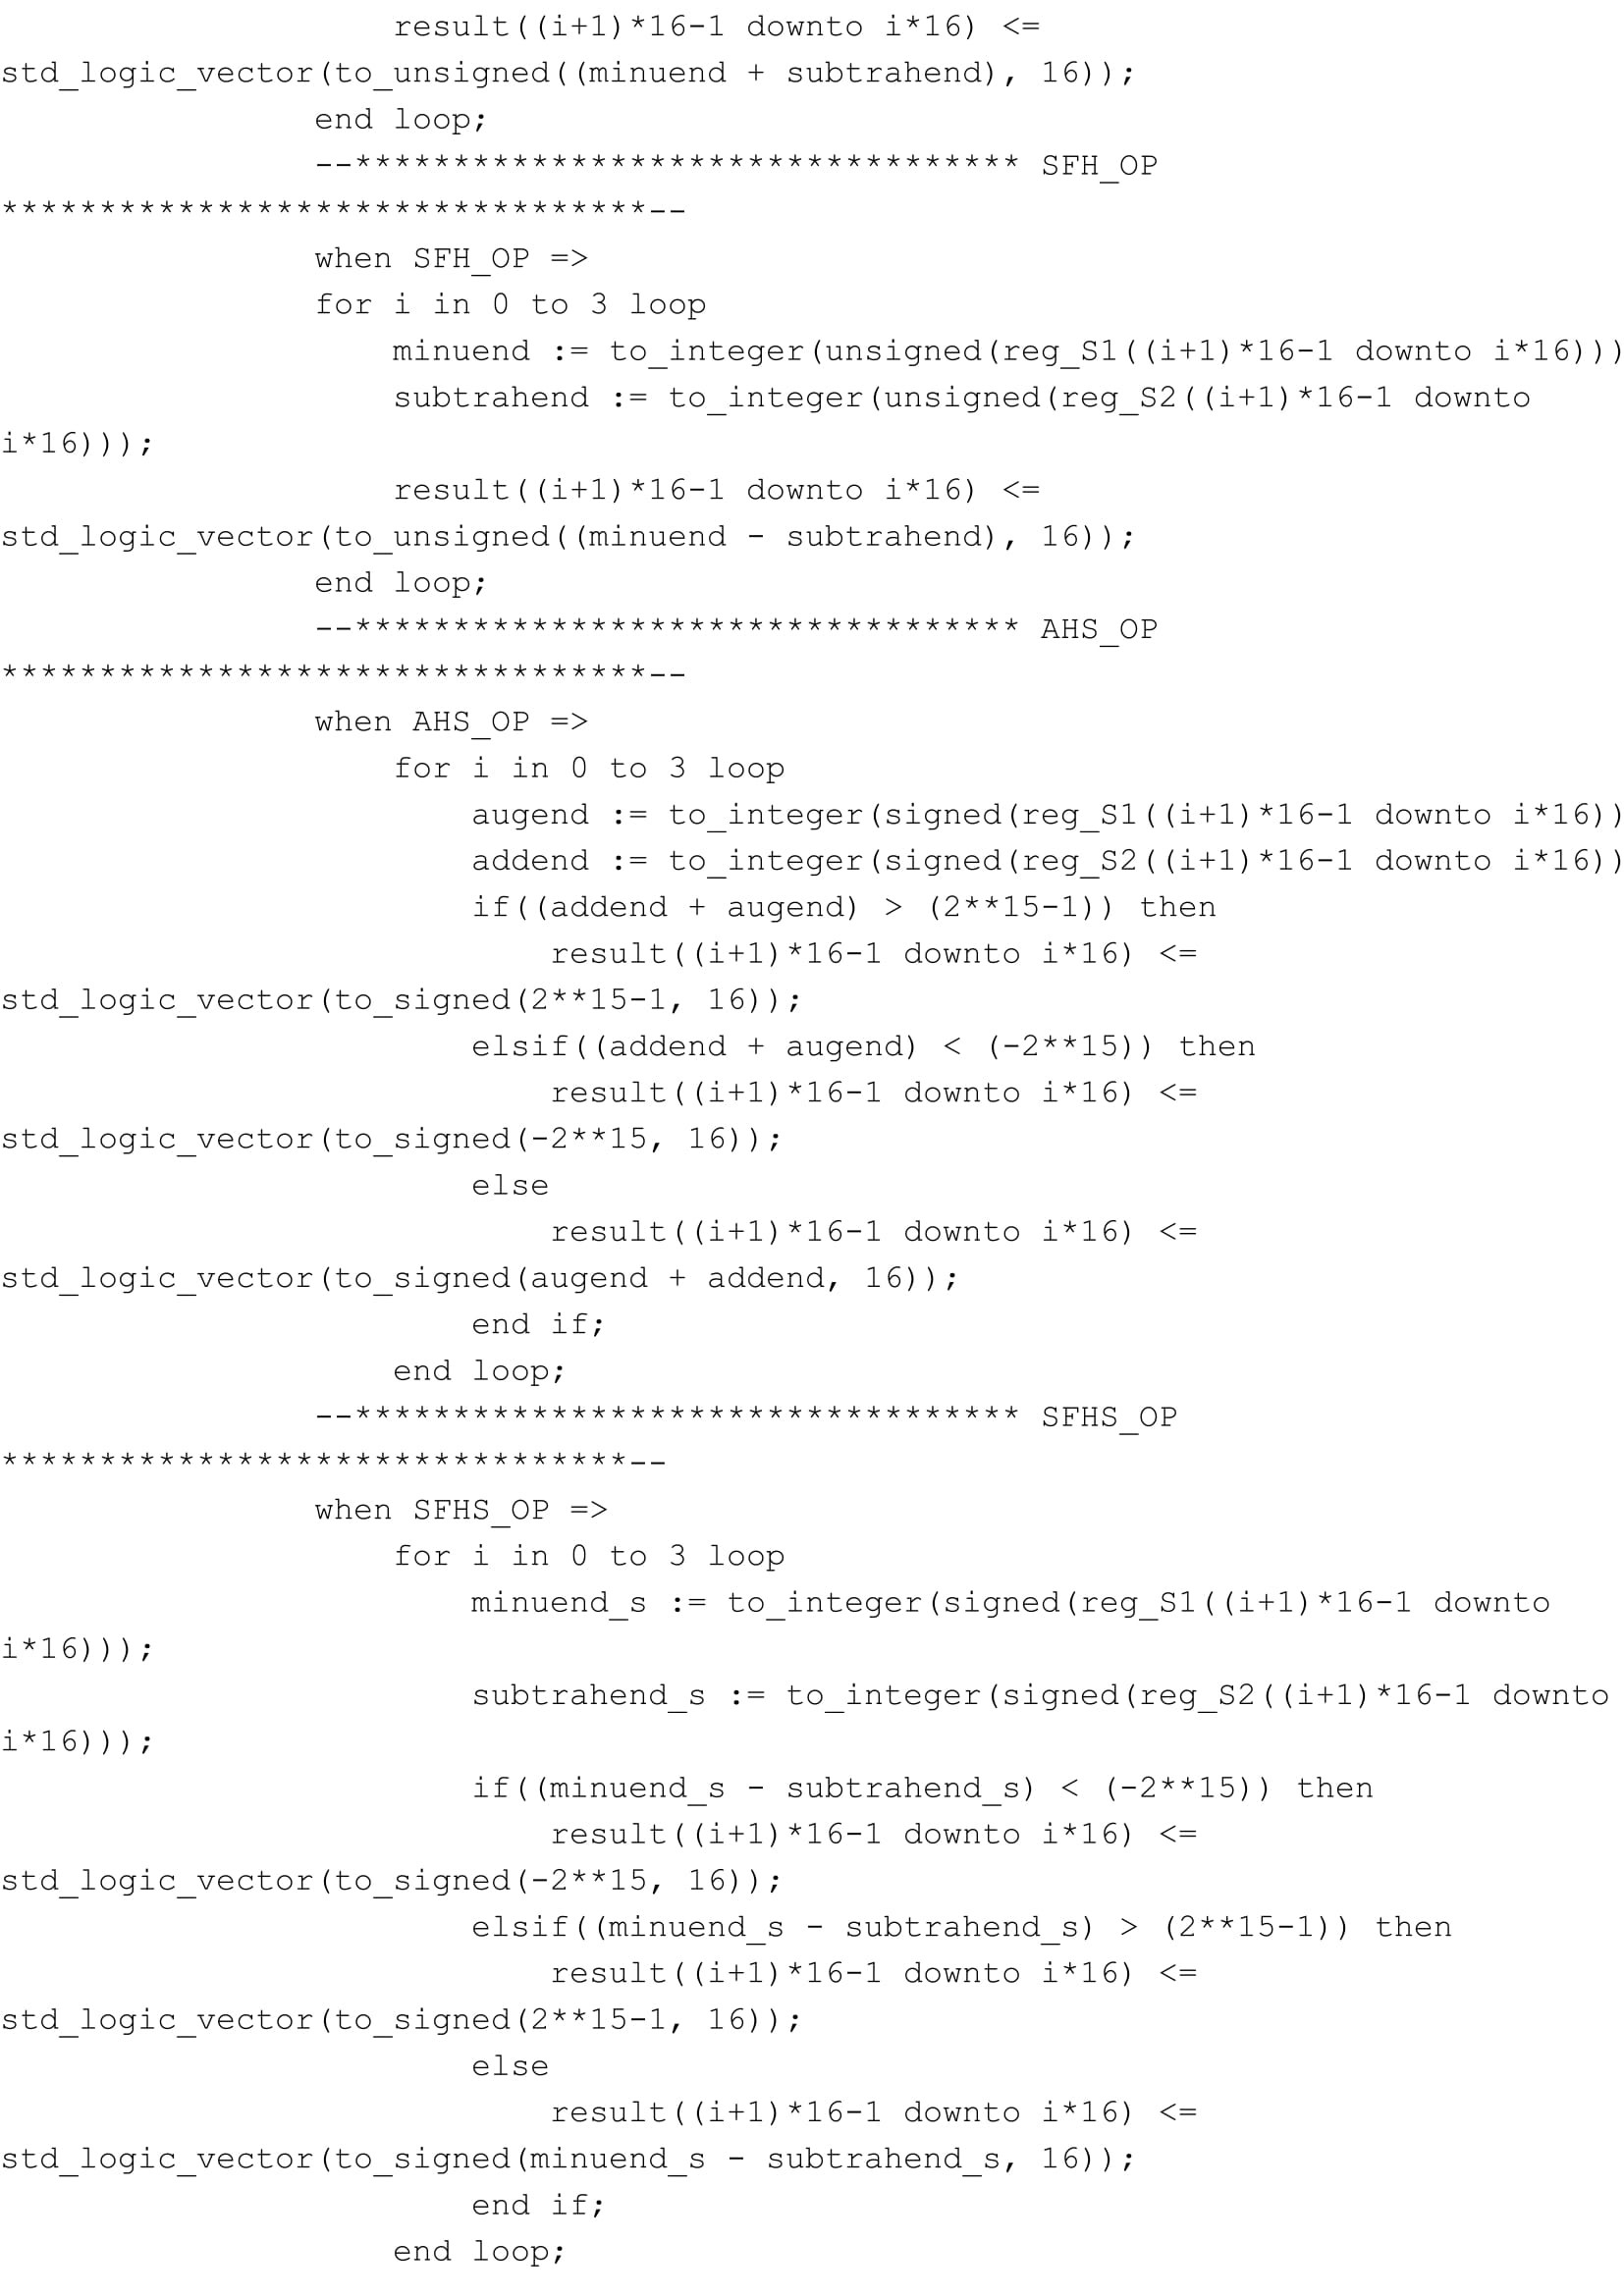 result((i+1)*16-1 downto i*16) <=
std_logic_vector(to_unsigned((minuend + subtrahend), 16));
                end loop;
                --********************************** SFH_OP
*********************************--
                when SFH_OP =>
                for i in 0 to 3 loop
                    minuend := to_integer(unsigned(reg_S1((i+1)*16-1 downto i*16)))
                    subtrahend := to_integer(unsigned(reg_S2((i+1)*16-1 downto
i*16)));
                    result((i+1)*16-1 downto i*16) <=
std_logic_vector(to_unsigned((minuend - subtrahend), 16));
                end loop;
                --********************************** AHS_OP
*********************************--
                when AHS_OP =>
                    for i in 0 to 3 loop
                        augend := to_integer(signed(reg_S1((i+1)*16-1 downto i*16))
                        addend := to_integer(signed(reg_S2((i+1)*16-1 downto i*16))
                        if((addend + augend) > (2**15-1)) then
                            result((i+1)*16-1 downto i*16) <=
std_logic_vector(to_signed(2**15-1, 16));
                        elsif((addend + augend) < (-2**15)) then
                            result((i+1)*16-1 downto i*16) <=
std_logic_vector(to_signed(-2**15, 16));
                        else
                            result((i+1)*16-1 downto i*16) <=
std_logic_vector(to_signed(augend + addend, 16));
                        end if;
                    end loop;
                --********************************** SFHS_OP
********************************--
                when SFHS_OP =>
                    for i in 0 to 3 loop
                        minuend_s := to_integer(signed(reg_S1((i+1)*16-1 downto
i*16)));
                        subtrahend_s := to_integer(signed(reg_S2((i+1)*16-1 downto
i*16)));
                        if((minuend_s - subtrahend_s) < (-2**15)) then
                            result((i+1)*16-1 downto i*16) <=
std_logic_vector(to_signed(-2**15, 16));
                        elsif((minuend_s - subtrahend_s) > (2**15-1)) then
                            result((i+1)*16-1 downto i*16) <=
std_logic_vector(to_signed(2**15-1, 16));
                        else
                            result((i+1)*16-1 downto i*16) <=
std_logic_vector(to_signed(minuend_s - subtrahend_s, 16));
                        end if;
                    end loop;